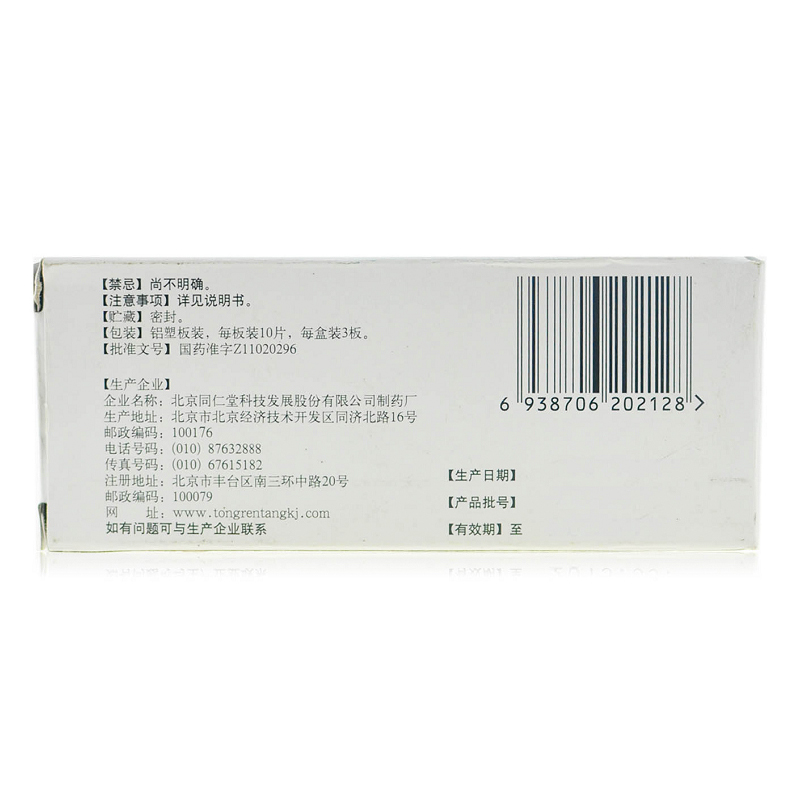 【禁忌】尚不明确。
【注意事项】详见说明书。
【贮藏】密封。
【包装】铝塑板装，每板装10片，每盒装3板。
【批准文号】国药准字Z11020296
【生产企业】
企业名称：北京同仁堂科技发展股份有限公司制药厂
生产地址：北京市北京经济技术开发区同济北路16号
邮政编码：100176
电话号码：(010) 87632888
传真号码：(010) 67615182
注册地址：北京市丰台区南三环中路20号
邮政编码：100079
网　　址：www.tongrentangkj.com
如有问题可与生产企业联系
6 938706 202128 >
【生产日期】
【产品批号】
【有效期】至